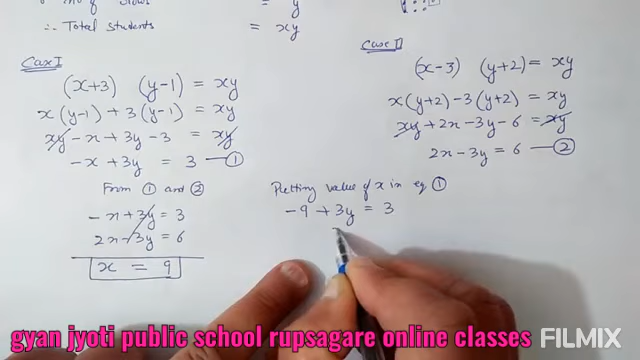 no of rows = y
∴ Total students = xy
Case I
(x+3) (y-1) = xy
x(y-1) + 3(y-1) = xy
xy - x + 3y - 3 = xy
-x + 3y = 3 —①
From ① and ②
-x + 3y = 3
2x - 3y = 6
x = 9
Case II
(x-3) (y+2) = xy
x(y+2) - 3(y+2) = xy
xy + 2x - 3y - 6 = xy
2x - 3y = 6 —②
Putting value of x in eq ①
-9 + 3y = 3
gyan jyoti public school rupsagare online classes
FILMIX